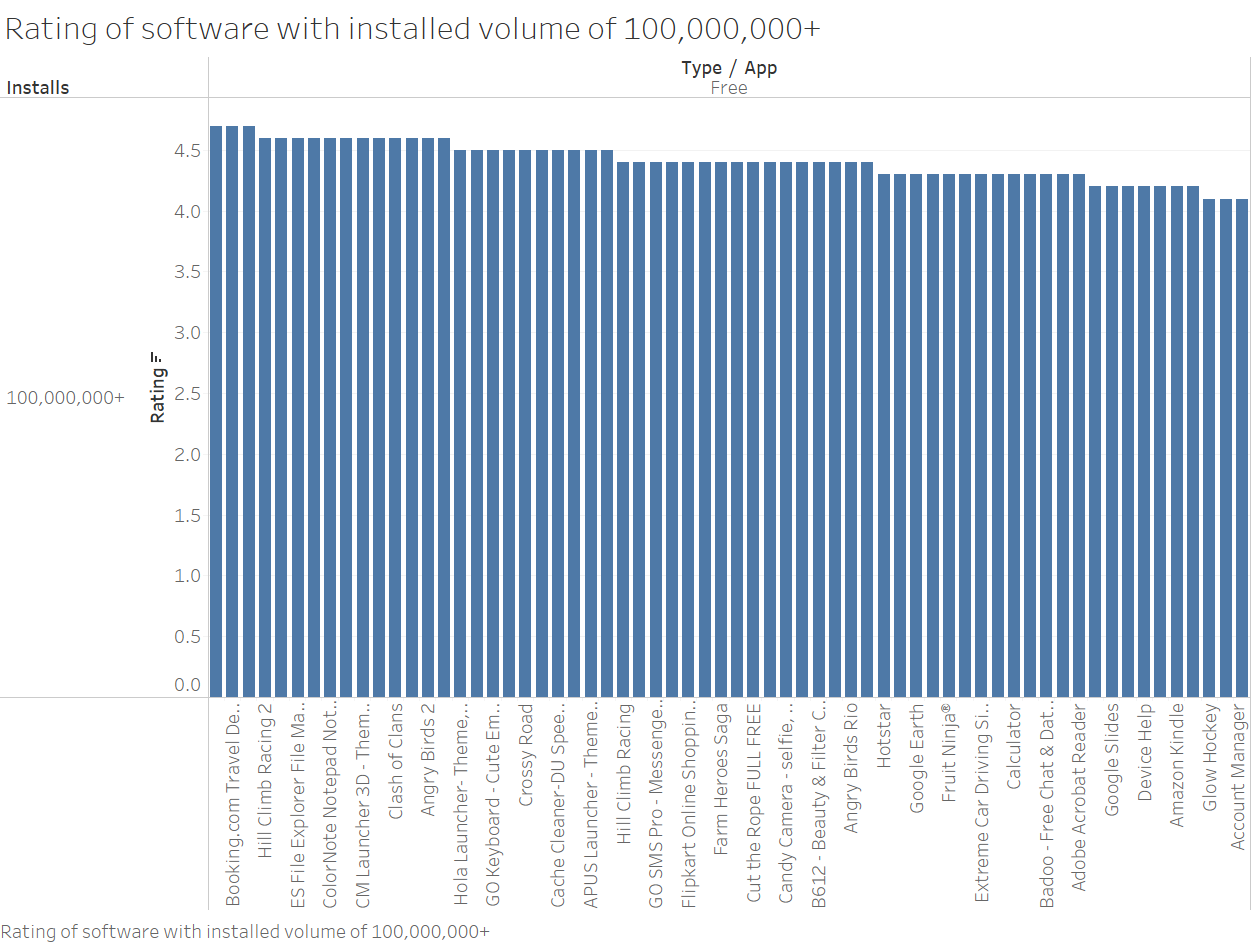 Rating of software with installed volume of 100,000,000+
Type / App
Installs
Free
4.5
4.0
3.5
3.0
2.5
2.0
1.5
1.0
0.5
0.0
Rating
100,000,000+
Booking.com Travel De..
Hill Climb Racing 2
ES File Explorer File Ma..
ColorNote Notepad Not..
CM Launcher 3D - Them..
Clash of Clans
Angry Birds 2
Hola Launcher- Theme,..
GO Keyboard - Cute Em..
Crossy Road
Cache Cleaner-DU Spee..
APUS Launcher - Theme..
Hill Climb Racing
GO SMS Pro - Messenge..
Flipkart Online Shoppin..
Farm Heroes Saga
Cut the Rope FULL FREE
Candy Camera - selfie, ..
B612 - Beauty & Filter C..
Angry Birds Rio
Hotstar
Google Earth
Fruit Ninja®
Extreme Car Driving Si..
Calculator
Badoo - Free Chat & Dat..
Adobe Acrobat Reader
Google Slides
Device Help
Amazon Kindle
Glow Hockey
Account Manager
Rating of software with installed volume of 100,000,000+